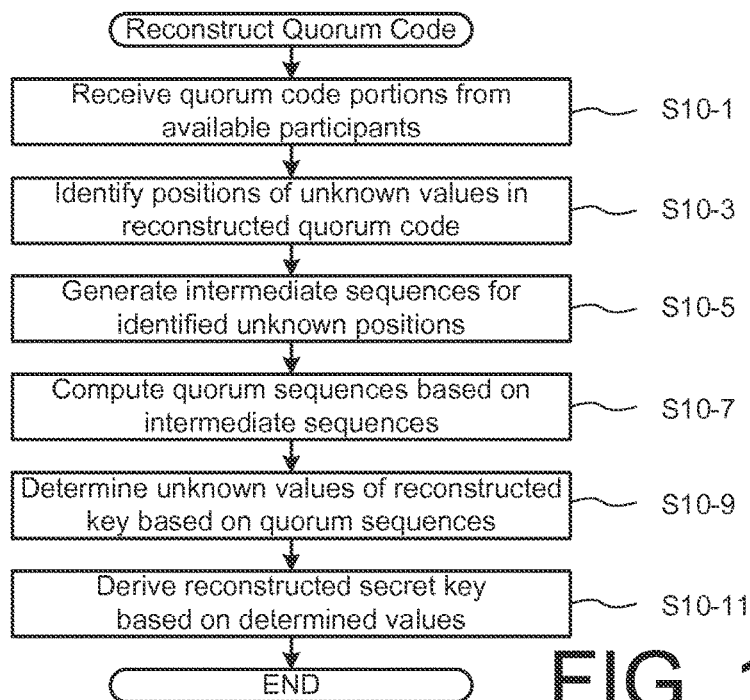 Reconstruct Quorum Code
Receive quorum code portions from
available participants
S10-1
Identify positions of unknown values in
reconstructed quorum code
S10-3
Generate intermediate sequences for
identified unknown positions
S10-5
Compute quorum sequences based on
intermediate sequences
S10-7
Determine unknown values of reconstructed
key based on quorum sequences
S10-9
Derive reconstructed secret key
based on determined values
S10-11
END
FIG. 1